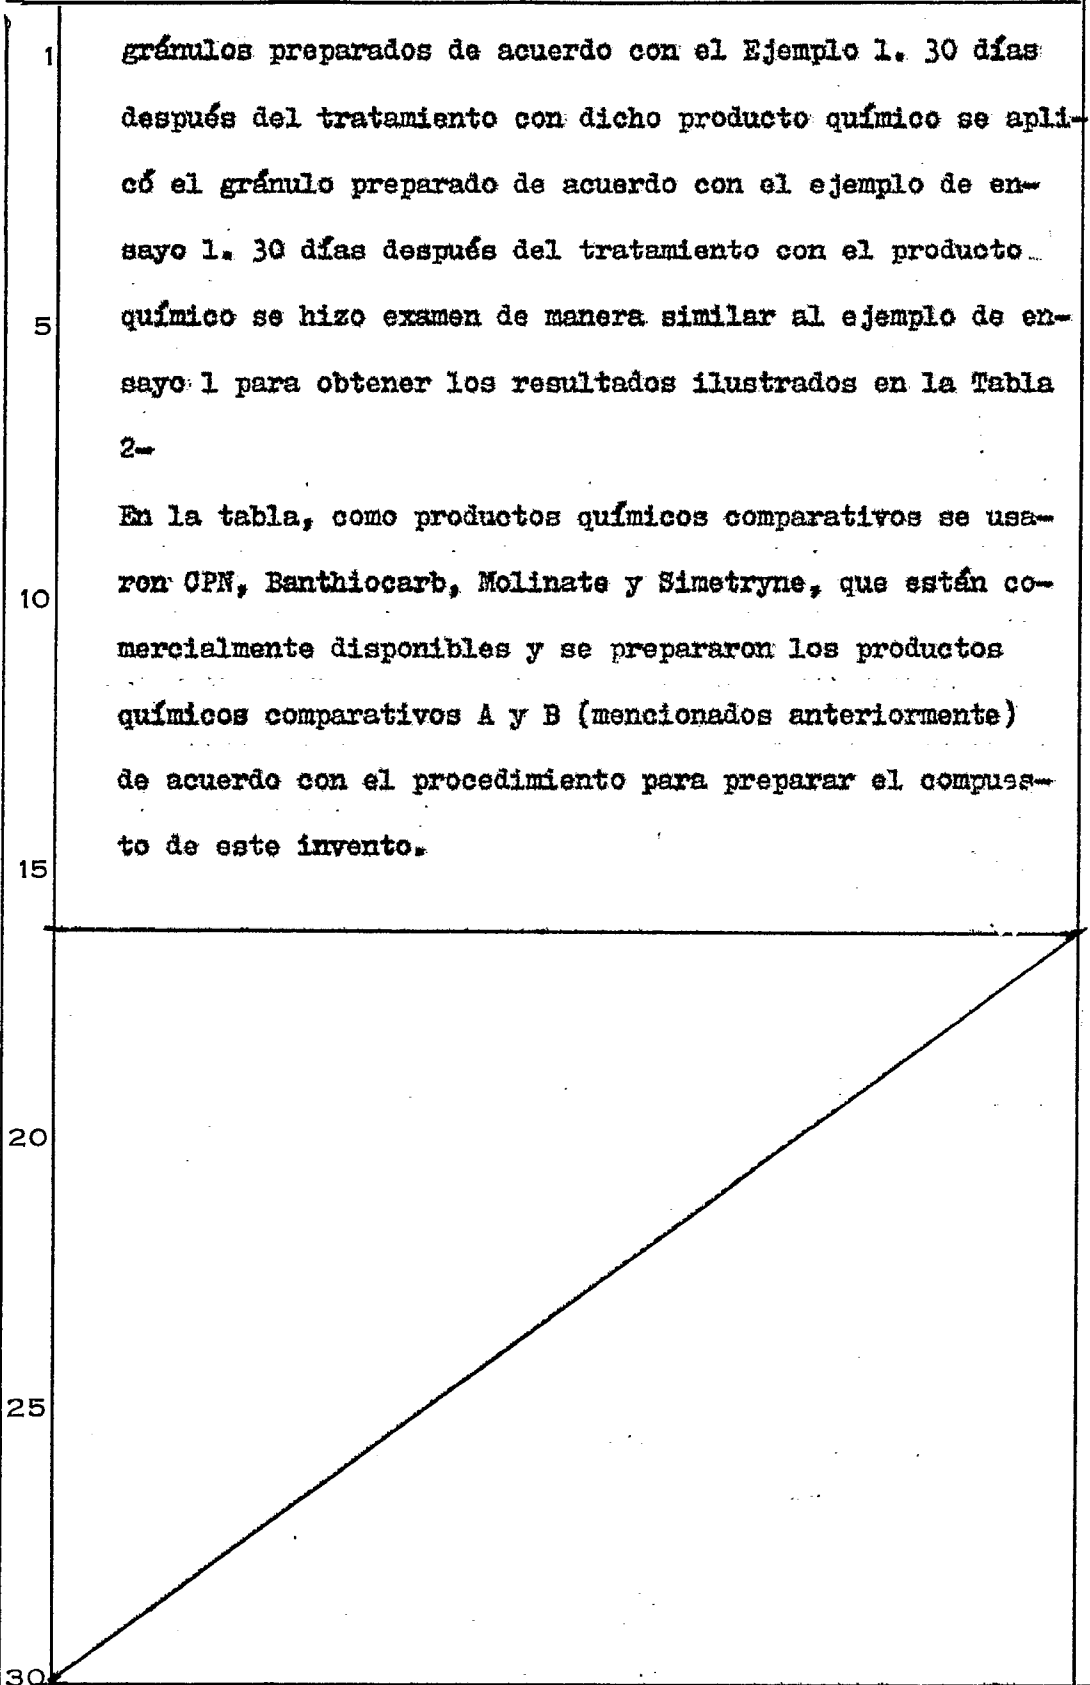 1 gránulos preparados de acuerdo con el Ejemplo 1. 30 días
después del tratamiento con dicho producto químico se apli-
có el gránulo preparado de acuerdo con el ejemplo de en-
sayo 1. 30 días después del tratamiento con el producto
5 químico se hizo examen de manera similar al ejemplo de en-
sayo 1 para obtener los resultados ilustrados en la Tabla
2-
En la tabla, como productos químicos comparativos se usa-
10 ron CPN, Banthiocarb, Molinate y Simetryne, que están co-
mercialmente disponibles y se prepararon los productos
químicos comparativos A y B (mencionados anteriormente)
de acuerdo con el procedimiento para preparar el compues-
15 to de este invento.
20
25
30